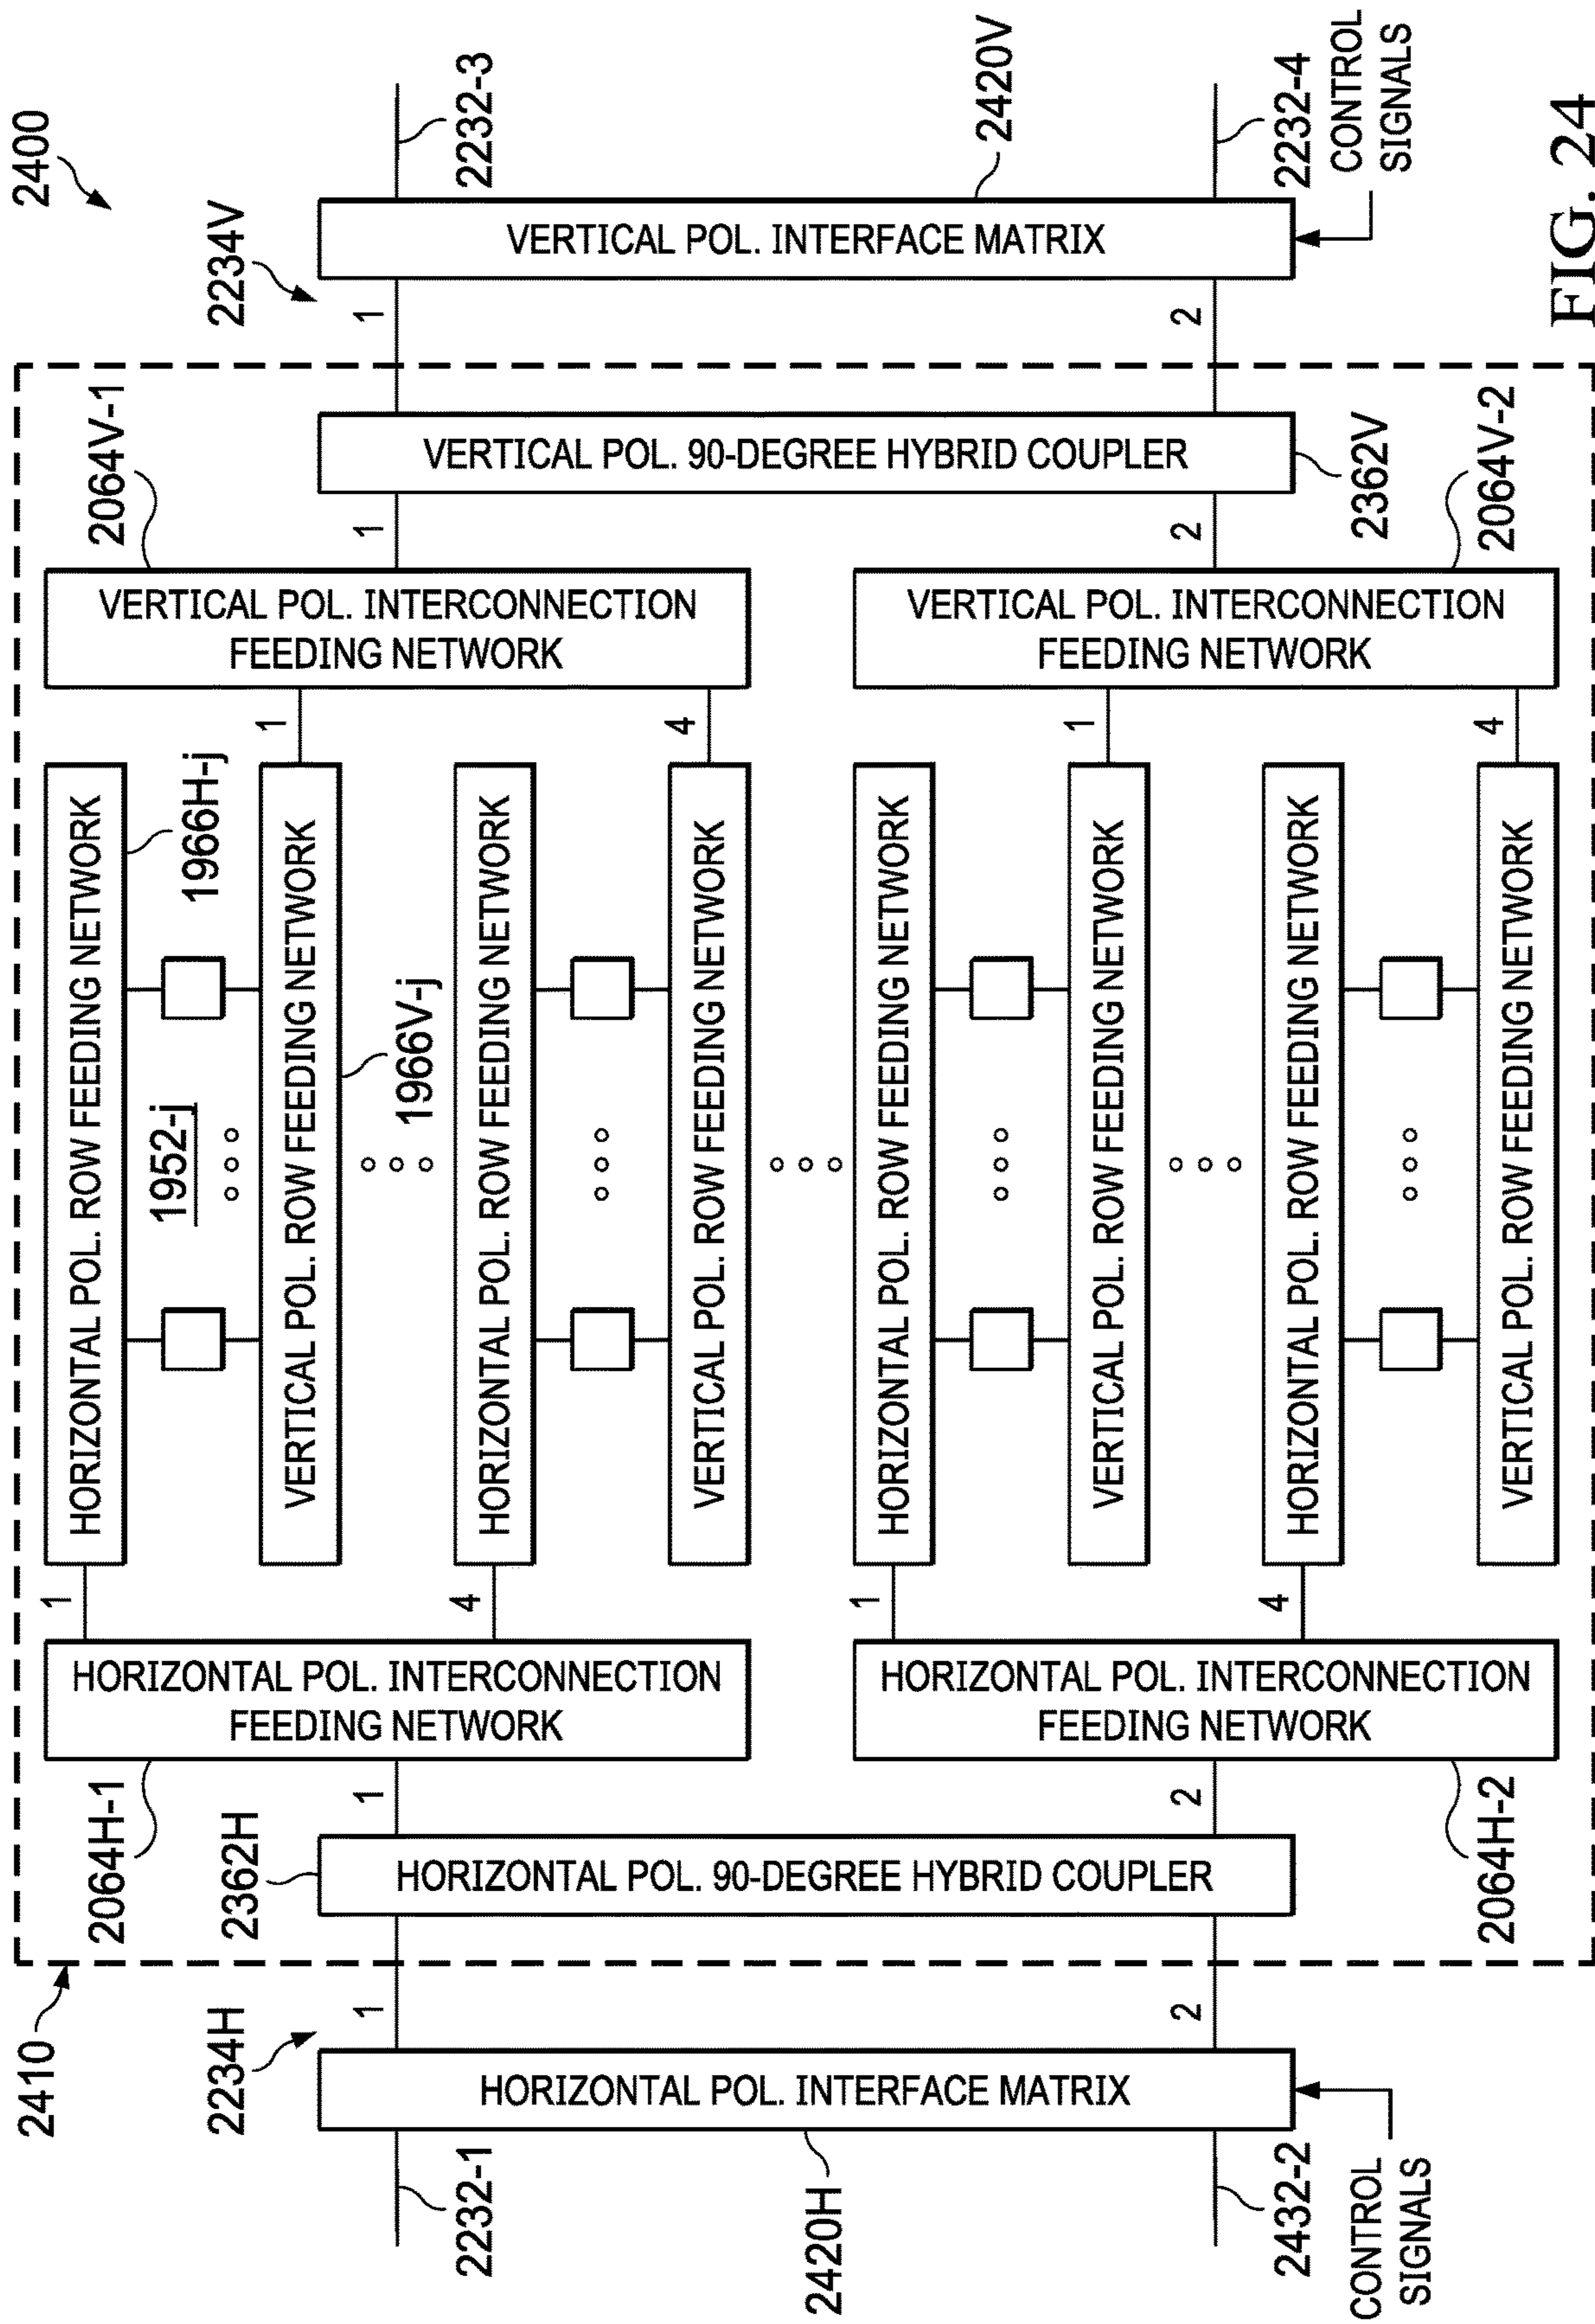 2400
2410
2234H
2234V
2232-1
2232-3
2420H
2420V
2432-2
2232-4
CONTROL
SIGNALS
CONTROL
SIGNALS
HORIZONTAL POL. INTERFACE MATRIX
1
2
2362H
HORIZONTAL POL. 90-DEGREE HYBRID COUPLER
1
2
2064H-1
HORIZONTAL POL. INTERCONNECTION
FEEDING NETWORK
1
4
HORIZONTAL POL. INTERCONNECTION
FEEDING NETWORK
2064H-2
1
4
HORIZONTAL POL. ROW FEEDING NETWORK
1966H-j
1952-j
VERTICAL POL. ROW FEEDING NETWORK
1966V-j
HORIZONTAL POL. ROW FEEDING NETWORK
VERTICAL POL. ROW FEEDING NETWORK
HORIZONTAL POL. ROW FEEDING NETWORK
VERTICAL POL. ROW FEEDING NETWORK
HORIZONTAL POL. ROW FEEDING NETWORK
VERTICAL POL. ROW FEEDING NETWORK
1
4
1
4
2064V-1
VERTICAL POL. INTERCONNECTION
FEEDING NETWORK
VERTICAL POL. INTERCONNECTION
FEEDING NETWORK
2064V-2
1
2
VERTICAL POL. 90-DEGREE HYBRID COUPLER
2362V
1
2
VERTICAL POL. INTERFACE MATRIX
FIG. 24